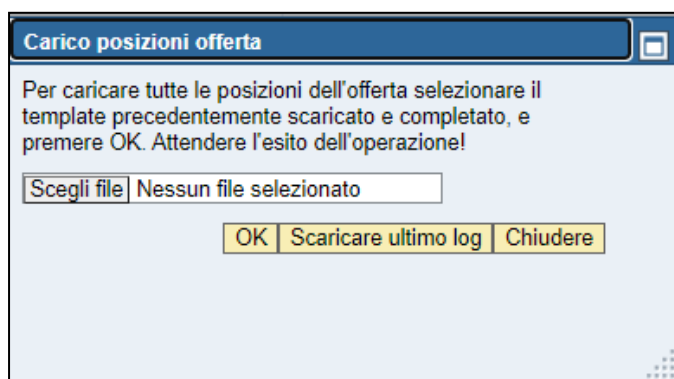 Carico posizioni offerta
Per caricare tutte le posizioni dell'offerta selezionare il
template precedentemente scaricato e completato, e
premere OK. Attendere l'esito dell'operazione!
Scegli file Nessun file selezionato
OK Scaricare ultimo log Chiudere